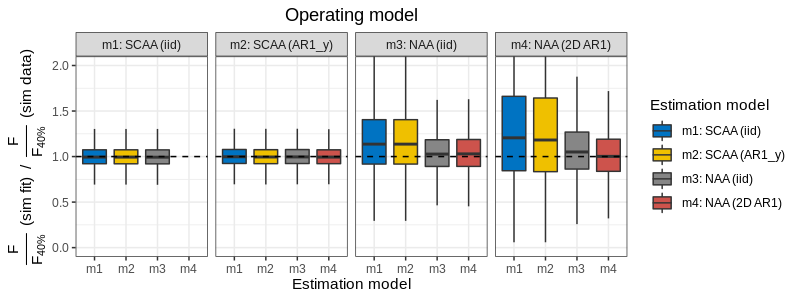 Operating model
m1: SCAA (iid)
m2: SCAA (AR1_y)
m3: NAA (iid)
m4: NAA (2D AR1)
F / F40% (sim fit) / F / F40% (sim data)
2.0
1.5
1.0
0.5
0.0
m1 m2 m3 m4
m1 m2 m3 m4
m1 m2 m3 m4
m1 m2 m3 m4
Estimation model
Estimation model
m1: SCAA (iid)
m2: SCAA (AR1_y)
m3: NAA (iid)
m4: NAA (2D AR1)